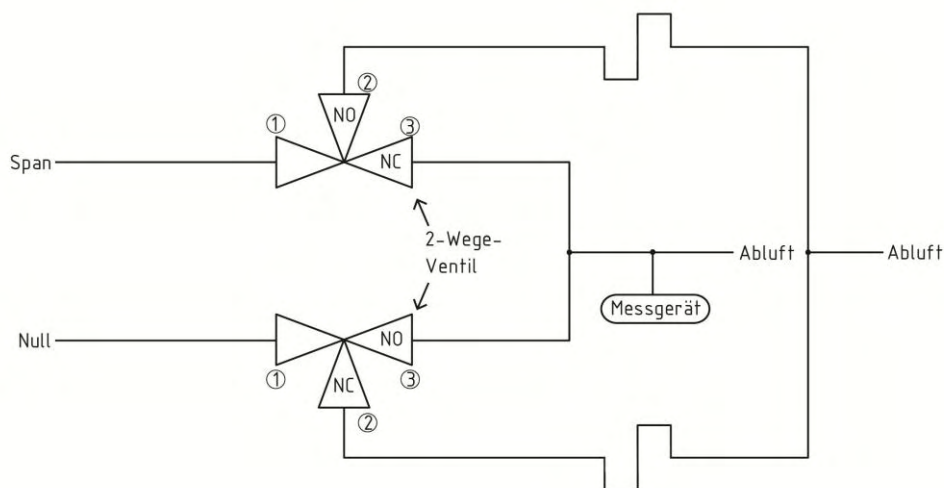 ②
NO
①
③
NC
Span
2-Wege-
Ventil
Abluft
Abluft
Messgerät
NO
Null
①
③
NC
②